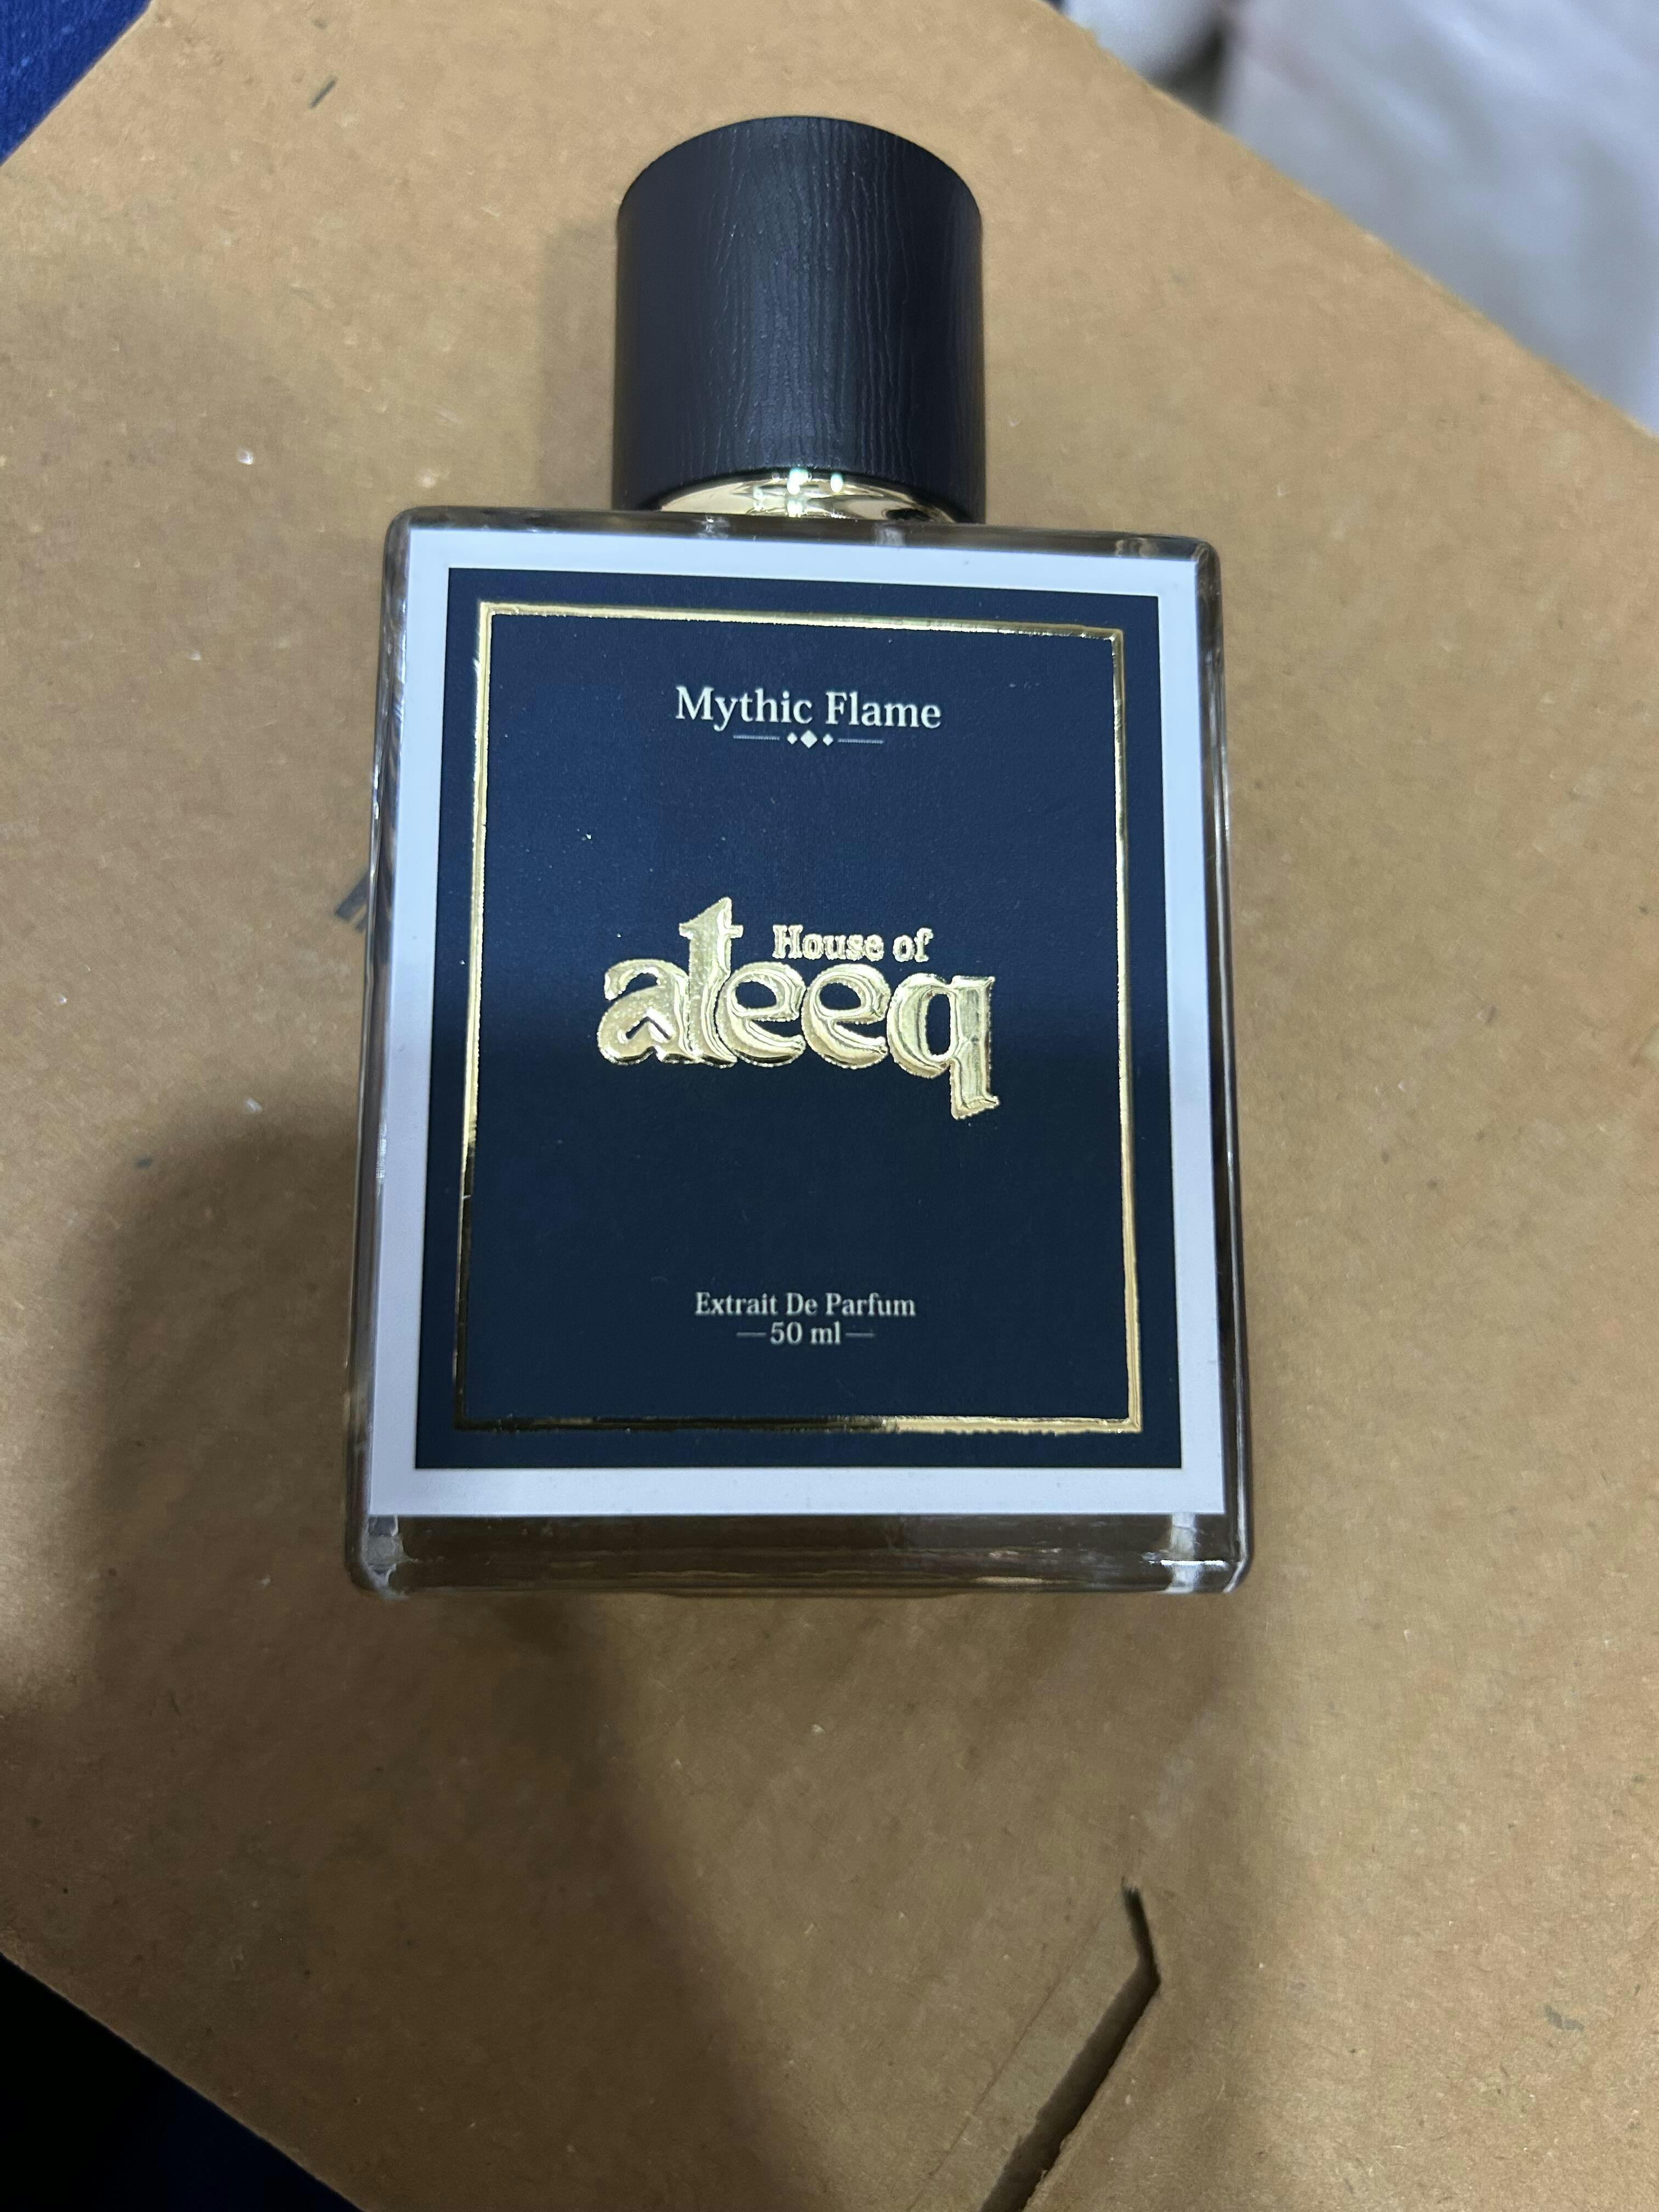 Mythic Flame
House of
ateeq
Extrait De Parfum
50 ml